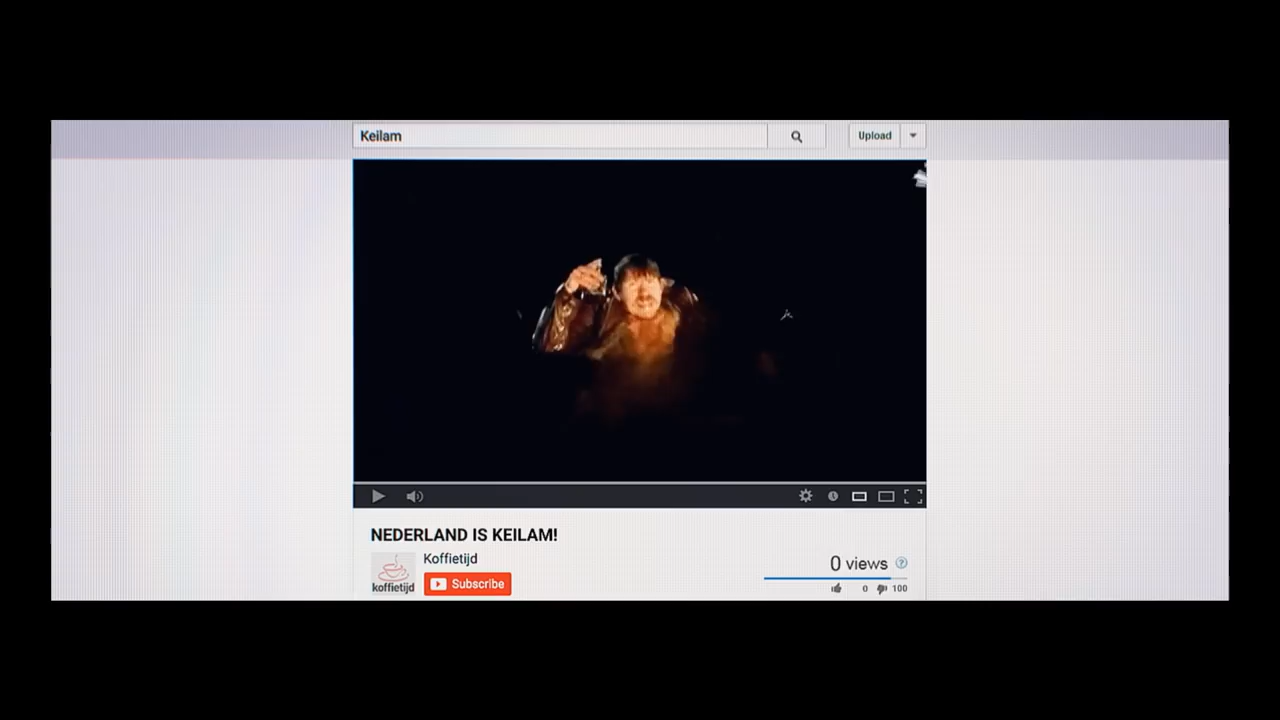 Keilam
Upload
NEDERLAND IS KEILAM!
Koffietijd
koffietijd
Subscribe
0 views
0 100